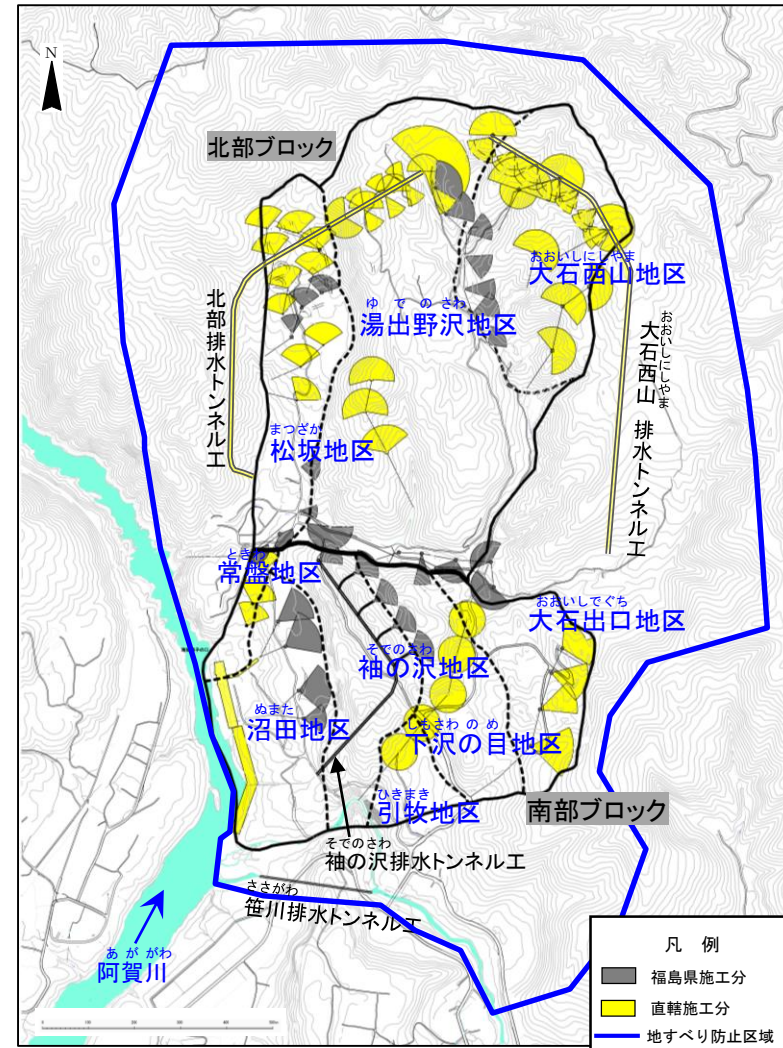 N
北部ブロック
おおいしにしやま
大石西山地区
ゆでのさわ
湯出野沢地区
北部排水トンネル工
おおいしにしやま
大石西山 排水トンネル工
まつざか
松坂地区
ときわ
常盤地区
おおいしでぐち
大石出口地区
そでのさわ
袖の沢地区
ぬまた
沼田地区
しもさわのめ
下沢の目地区
ひきまき
引牧地区
南部ブロック
そでのさわ
袖の沢排水トンネル工
ささがわ
笹川排水トンネル工
あががわ
阿賀川
凡 例
福島県施工分
直轄施工分
地すべり防止区域